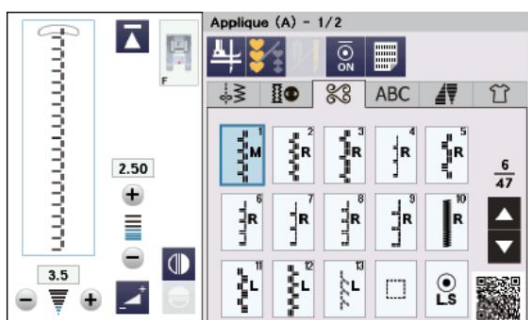 Applique (A) - 1/2
F
ON
ABC
2.50
3.5
1 M
2 R
3 R
4 R
5 R
6
47
6 R
7 R
8 R
9 R
10 R
11 L
12 L
13 L
L.S